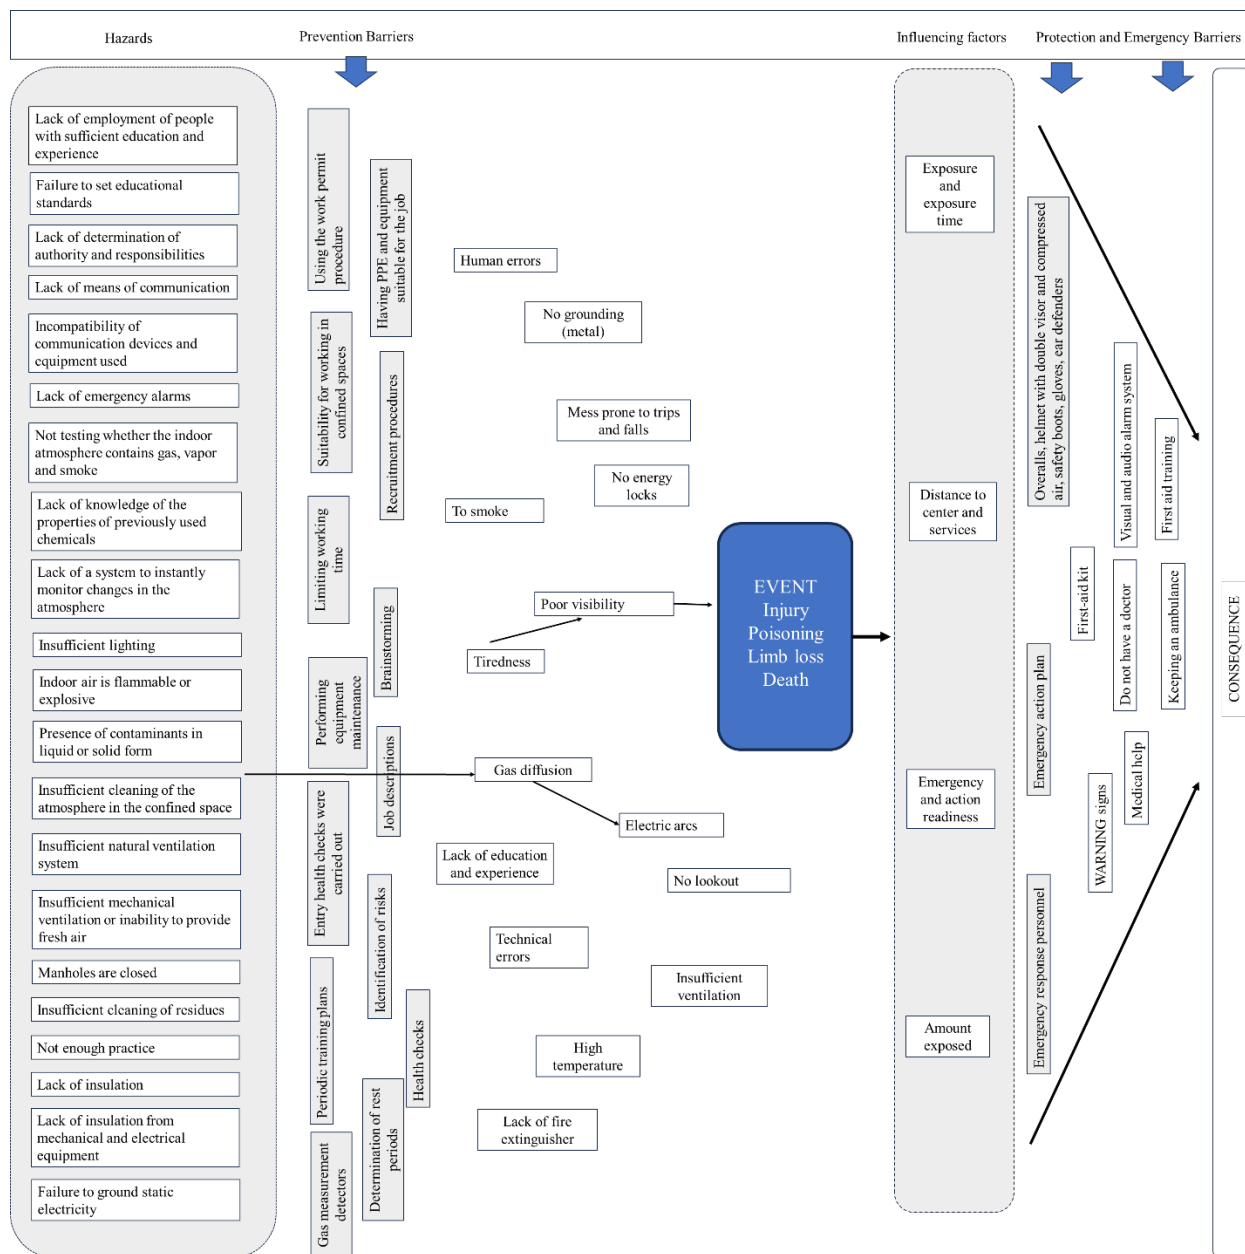 Hazards
Prevention Barriers
Influencing factors
Protection and Emergency Barriers
Lack of employment of people
with sufficient education and
experience
Failure to set educational
standards
Lack of determination of
authority and responsibilities
Lack of means of communication
Incompatibility of
communication devices and
equipment used
Lack of emergency alarms
Not testing whether the indoor
atmosphere contains gas, vapor
and smoke
Lack of knowledge of the
properties of previously used
chemicals
Lack of a system to instantly
monitor changes in the
atmosphere
Insufficient lighting
Indoor air is flammable or
explosive
Presence of contaminants in
liquid or solid form
Insufficient cleaning of the
atmosphere in the confined space
Insufficient natural ventilation
system
Insufficient mechanical
ventilation or inability to provide
fresh air
Manholes are closed
Insufficient cleaning of residues
Not enough practice
Lack of insulation
Lack of insulation from
mechanical and electrical
equipment
Failure to ground static
electricity
Using the work permit
procedure
Suitability for working in
confined spaces
Limiting working
time
Performing
equipment
maintenance
Entry health checks were
carried out
Periodic training plans
Gas measurement
detectors
Having PPE and equipment
suitable for the job
Recruitment procedures
Brainstorming
Job descriptions
Identification of risks
Health checks
Determination of rest
periods
Human errors
No grounding
(metal)
Mess prone to trips
and falls
No energy
locks
To smoke
Poor visibility
Tiredness
Gas diffusion
Electric arcs
Lack of education
and experience
No lookout
Technical
errors
Insufficient
ventilation
High
temperature
Lack of fire
extinguisher
EVENT
Injury
Poisoning
Limb loss
Death
Exposure
and
exposure
time
Distance to
center and
services
Emergency
and action
readiness
Amount
exposed
Overalls, helmet with double visor and compressed
air, safety boots, gloves, ear defenders
Emergency action plan
Emergency response personnel
First-aid kit
WARNING signs
Visual and audio alarm system
Do not have a doctor
Medical help
First aid training
Keeping an ambulance
CONSEQUENCE